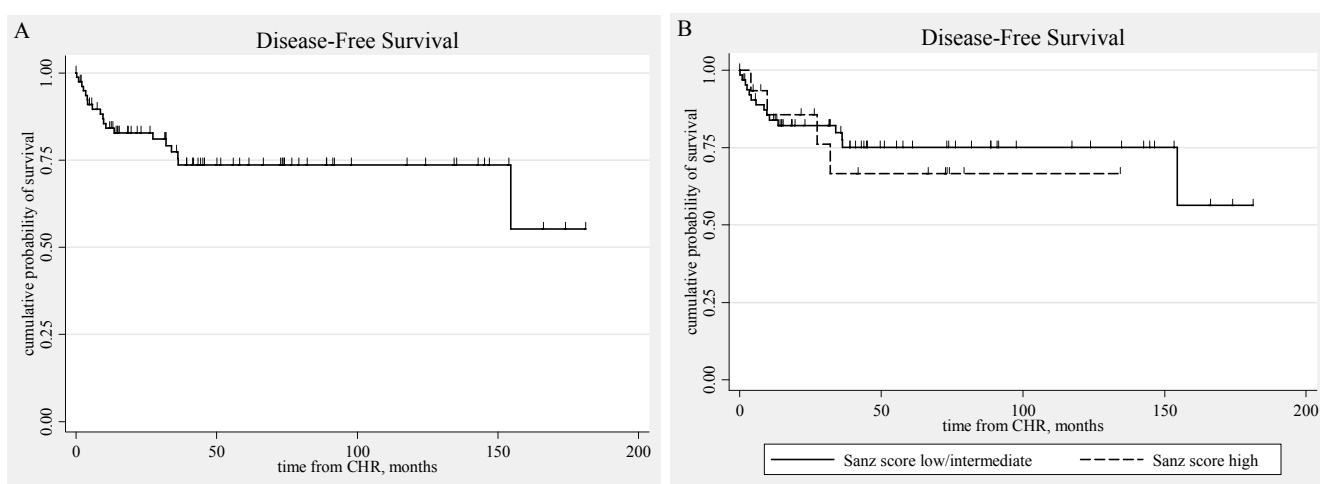 A
Disease-Free Survival
cumulative probability of survival
1.00
0.75
0.50
0.25
0.00
0
50
100
150
200
time from CHR, months
B
Disease-Free Survival
cumulative probability of survival
1.00
0.75
0.50
0.25
0.00
0
50
100
150
200
time from CHR, months
Sanz score low/intermediate
Sanz score high